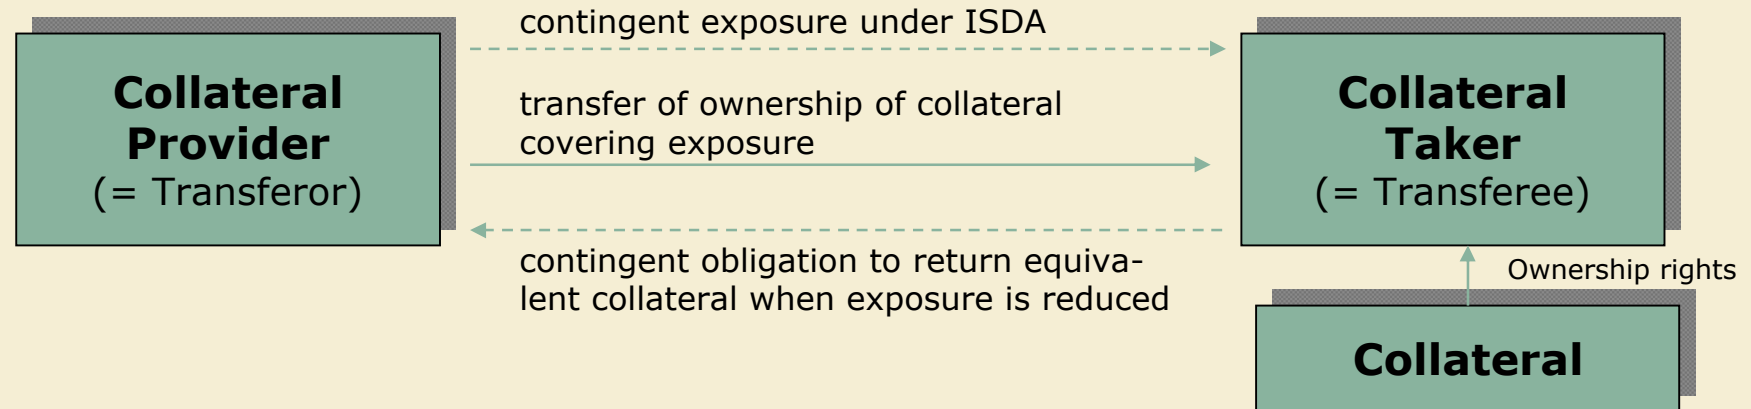 contingent exposure under ISDA
Collateral
Provider
(= Transferor)
transfer of ownership of collateral
covering exposure
Collateral
Taker
(= Transferee)
contingent obligation to return equiva-
lent collateral when exposure is reduced
Ownership rights
Collateral